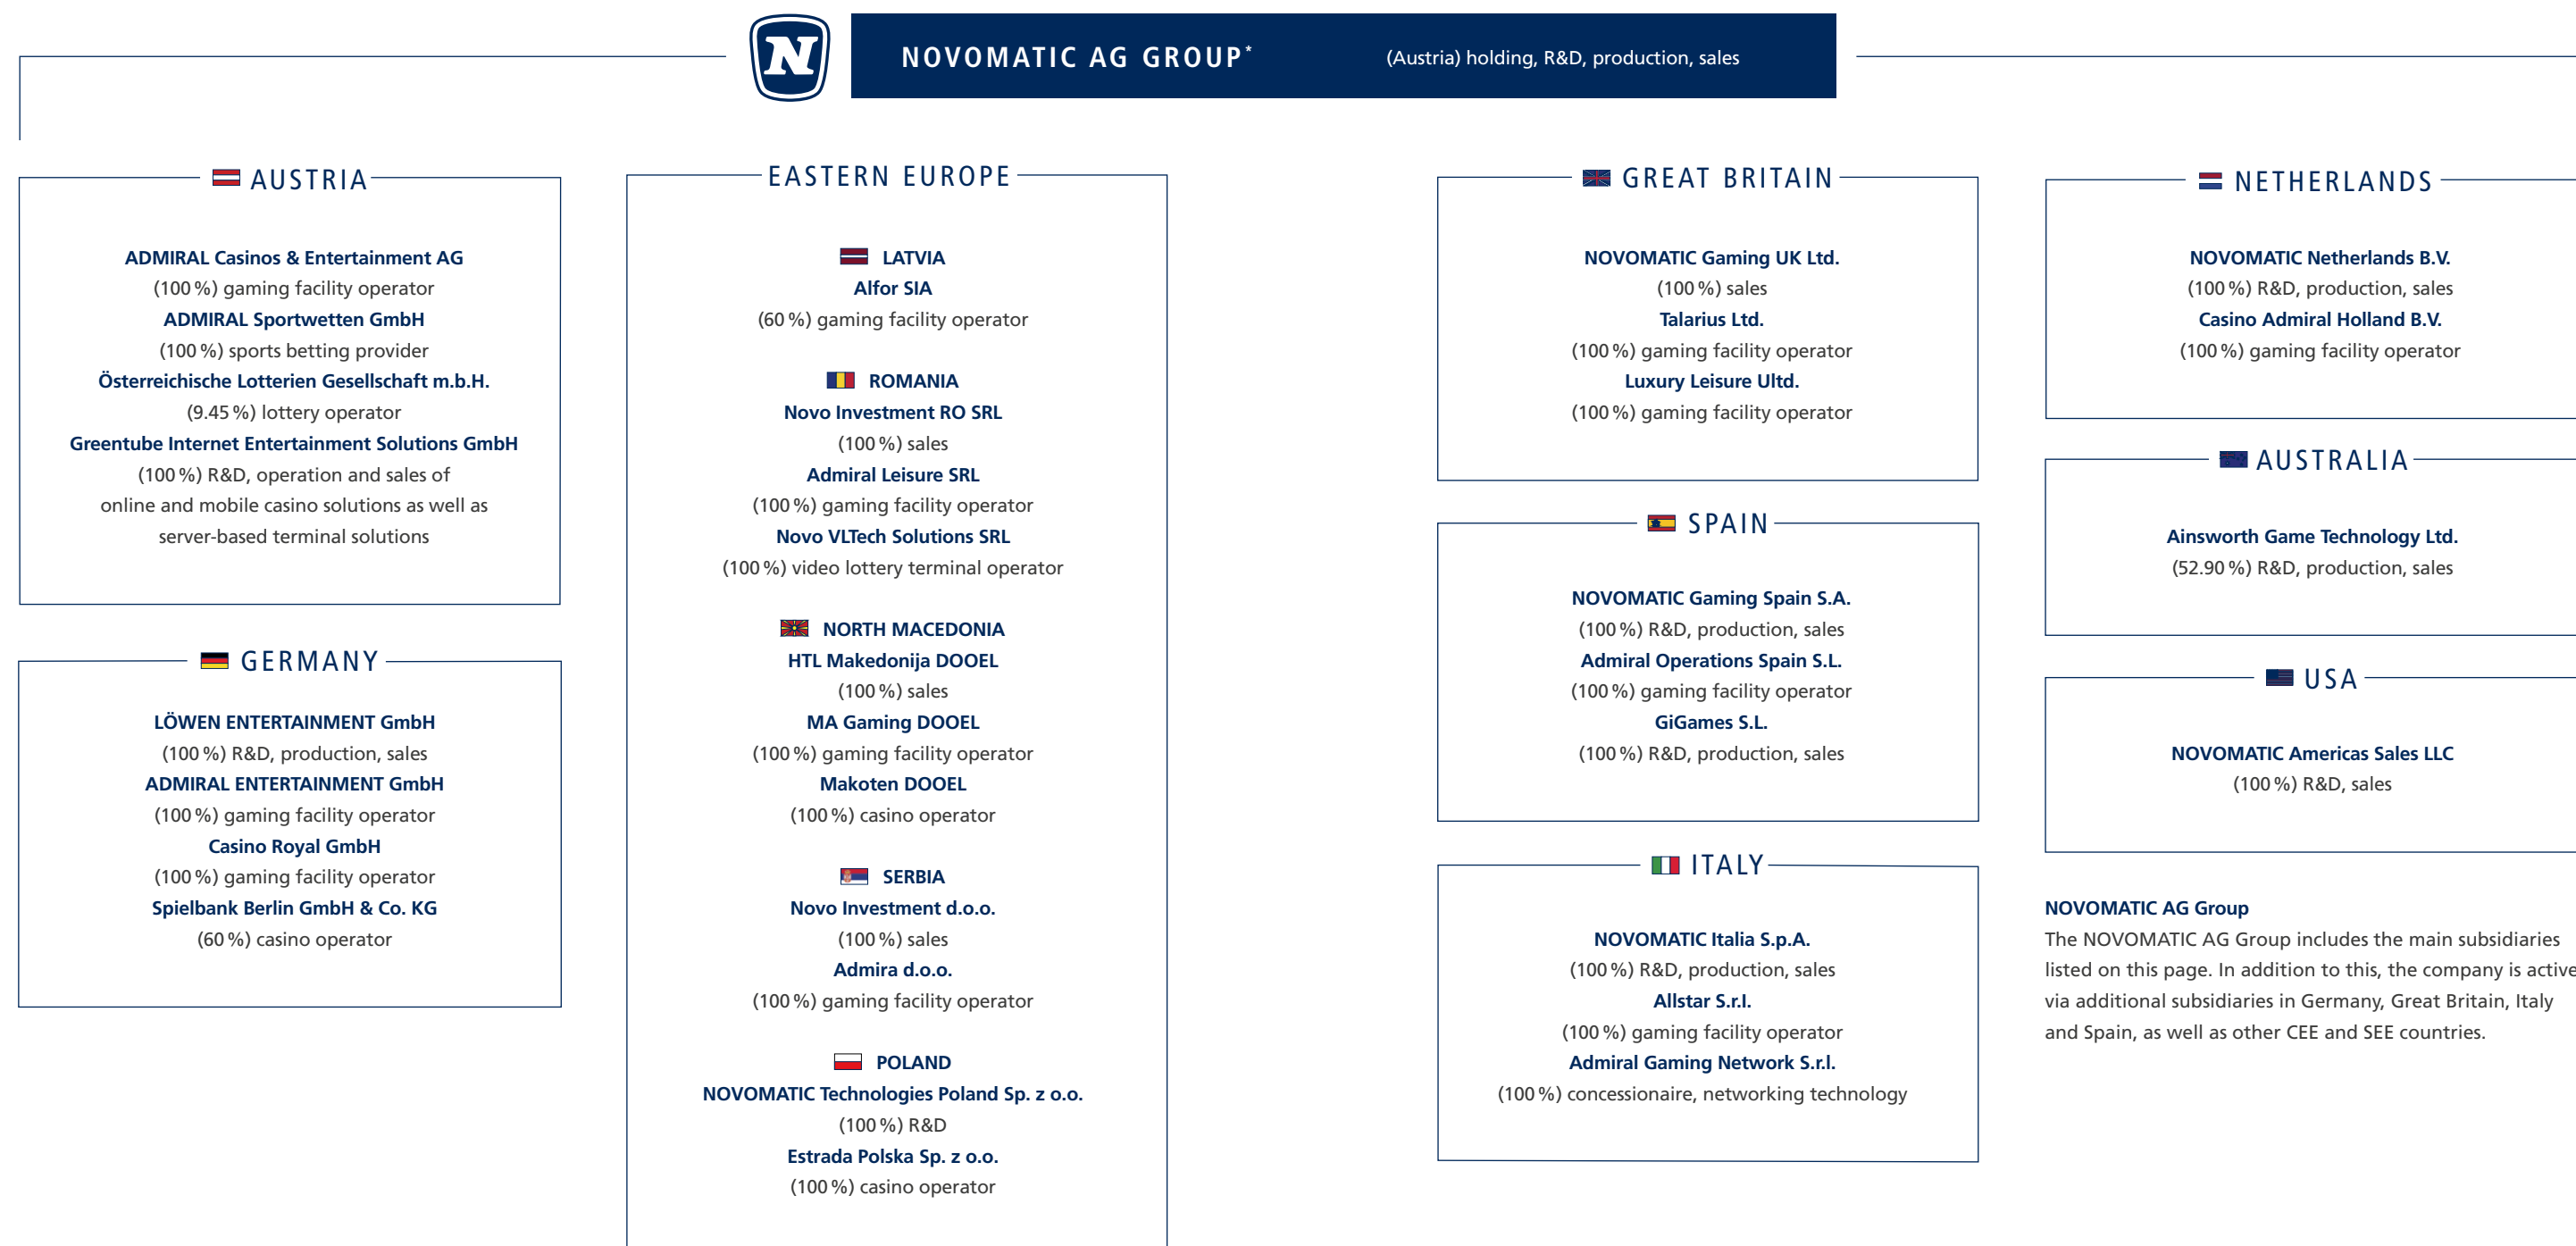 N
NOVOMATIC AG GROUP*
(Austria) holding, R&D, production, sales
AUSTRIA
ADMIRAL Casinos & Entertainment AG
(100 %) gaming facility operator
ADMIRAL Sportwetten GmbH
(100 %) sports betting provider
Österreichische Lotterien Gesellschaft m.b.H.
(9.45 %) lottery operator
Greentube Internet Entertainment Solutions GmbH
(100 %) R&D, operation and sales of
online and mobile casino solutions as well as
server-based terminal solutions
GERMANY
LÖWEN ENTERTAINMENT GmbH
(100 %) R&D, production, sales
ADMIRAL ENTERTAINMENT GmbH
(100 %) gaming facility operator
Casino Royal GmbH
(100 %) gaming facility operator
Spielbank Berlin GmbH & Co. KG
(60 %) casino operator
EASTERN EUROPE
LATVIA
Alfor SIA
(60 %) gaming facility operator
ROMANIA
Novo Investment RO SRL
(100 %) sales
Admiral Leisure SRL
(100 %) gaming facility operator
Novo VLTech Solutions SRL
(100 %) video lottery terminal operator
NORTH MACEDONIA
HTL Makedonija DOOEL
(100 %) sales
MA Gaming DOOEL
(100 %) gaming facility operator
Makoten DOOEL
(100 %) casino operator
SERBIA
Novo Investment d.o.o.
(100 %) sales
Admira d.o.o.
(100 %) gaming facility operator
POLAND
NOVOMATIC Technologies Poland Sp. z o.o.
(100 %) R&D
Estrada Polska Sp. z o.o.
(100 %) casino operator
GREAT BRITAIN
NOVOMATIC Gaming UK Ltd.
(100 %) sales
Talarius Ltd.
(100 %) gaming facility operator
Luxury Leisure Ultd.
(100 %) gaming facility operator
SPAIN
NOVOMATIC Gaming Spain S.A.
(100 %) R&D, production, sales
Admiral Operations Spain S.L.
(100 %) gaming facility operator
GiGames S.L.
(100 %) R&D, production, sales
ITALY
NOVOMATIC Italia S.p.A.
(100 %) R&D, production, sales
Allstar S.r.l.
(100 %) gaming facility operator
Admiral Gaming Network S.r.l.
(100 %) concessionaire, networking technology
NETHERLANDS
NOVOMATIC Netherlands B.V.
(100 %) R&D, production, sales
Casino Admiral Holland B.V.
(100 %) gaming facility operator
AUSTRALIA
Ainsworth Game Technology Ltd.
(52.90 %) R&D, production, sales
USA
NOVOMATIC Americas Sales LLC
(100 %) R&D, sales
NOVOMATIC AG Group
The NOVOMATIC AG Group includes the main subsidiaries
listed on this page. In addition to this, the company is active
via additional subsidiaries in Germany, Great Britain, Italy
and Spain, as well as other CEE and SEE countries.